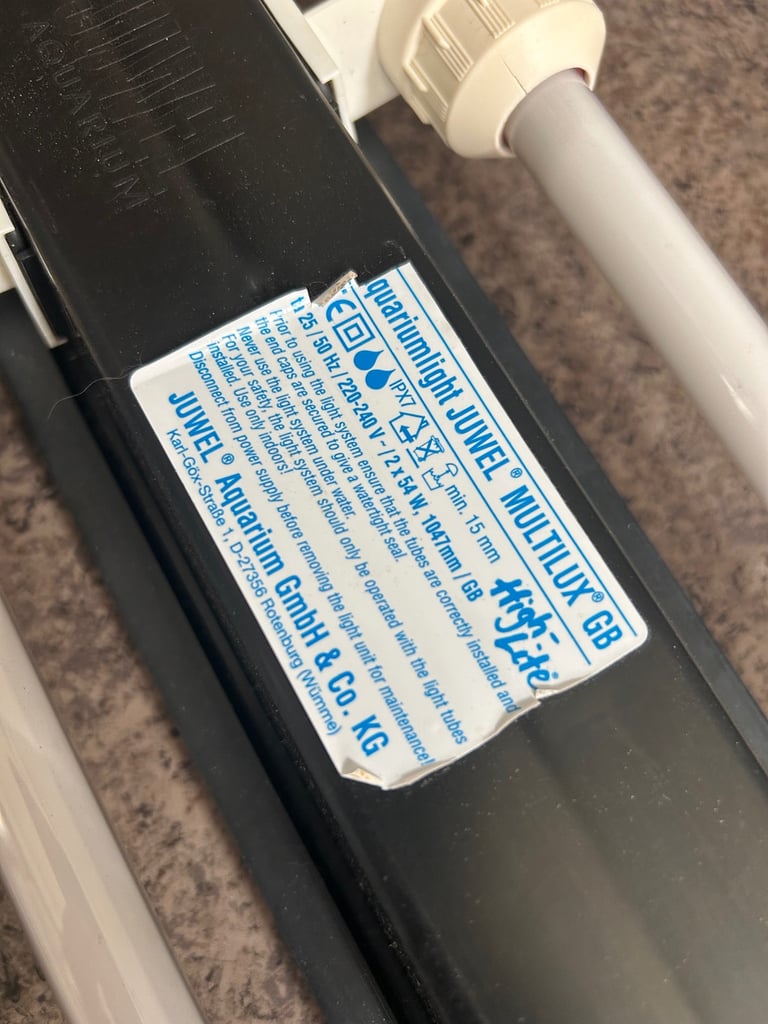 AQUARIUM
quariumlight JUWEL® MULTILUX® GB
CE IPX7 min. 15 mm
High-Lite
25 / 50 Hz / 220-240 V~ / 2 x 54 W, 1047mm / GB
Prior to using the light system ensure that the tubes are correctly installed and
the end caps are secured to give a watertight seal.
Never use the light system under water.
For your safety, the light system should only be operated with the light tubes
installed. Use only indoors!
Disonnect from power supply before removing the light unit for maintenance!
JUWEL® Aquarium GmbH & Co. KG
Karl-Göx-Straße 1, D-27356 Rotenburg (Wümme)